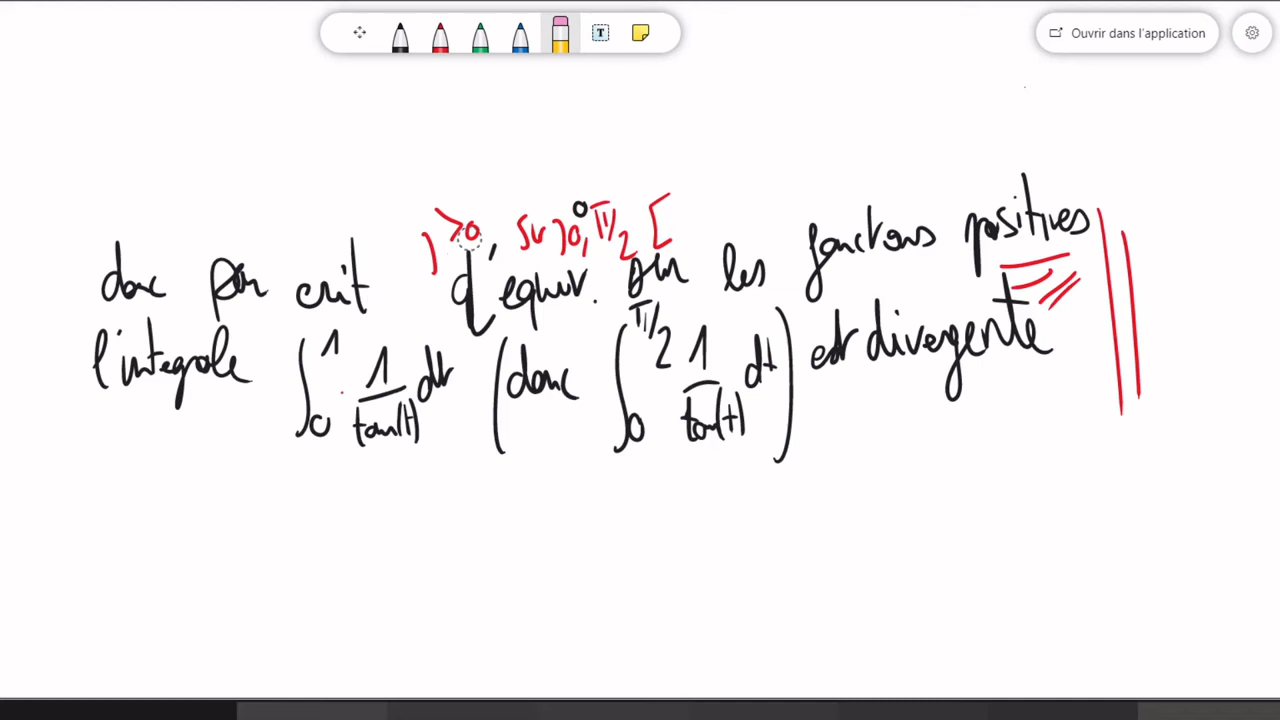 Ouvrir dans l'application
T
>0, sur ]0, π/2 [
donc par crit d'équiv. sur les fonctions positives
l'integrale ∫₀¹ 1/tan(t) dt (donc ∫₀^{π/2} 1/tan(t) dt) est divergente